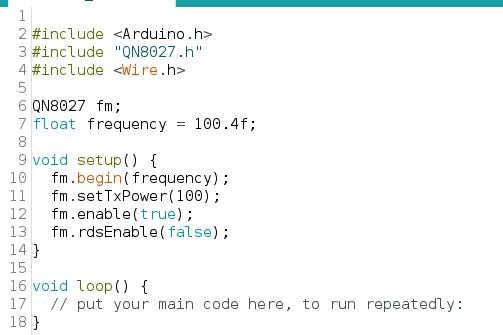 1
2 #include <Arduino.h>
3 #include "QN8027.h"
4 #include <Wire.h>
5
6 QN8027 fm;
7 float frequency = 100.4f;
8
9 void setup() {
10   fm.begin(frequency);
11   fm.setTxPower(100);
12   fm.enable(true);
13   fm.rdsEnable(false);
14 }
15
16 void loop() {
17   // put your main code here, to run repeatedly:
18 }